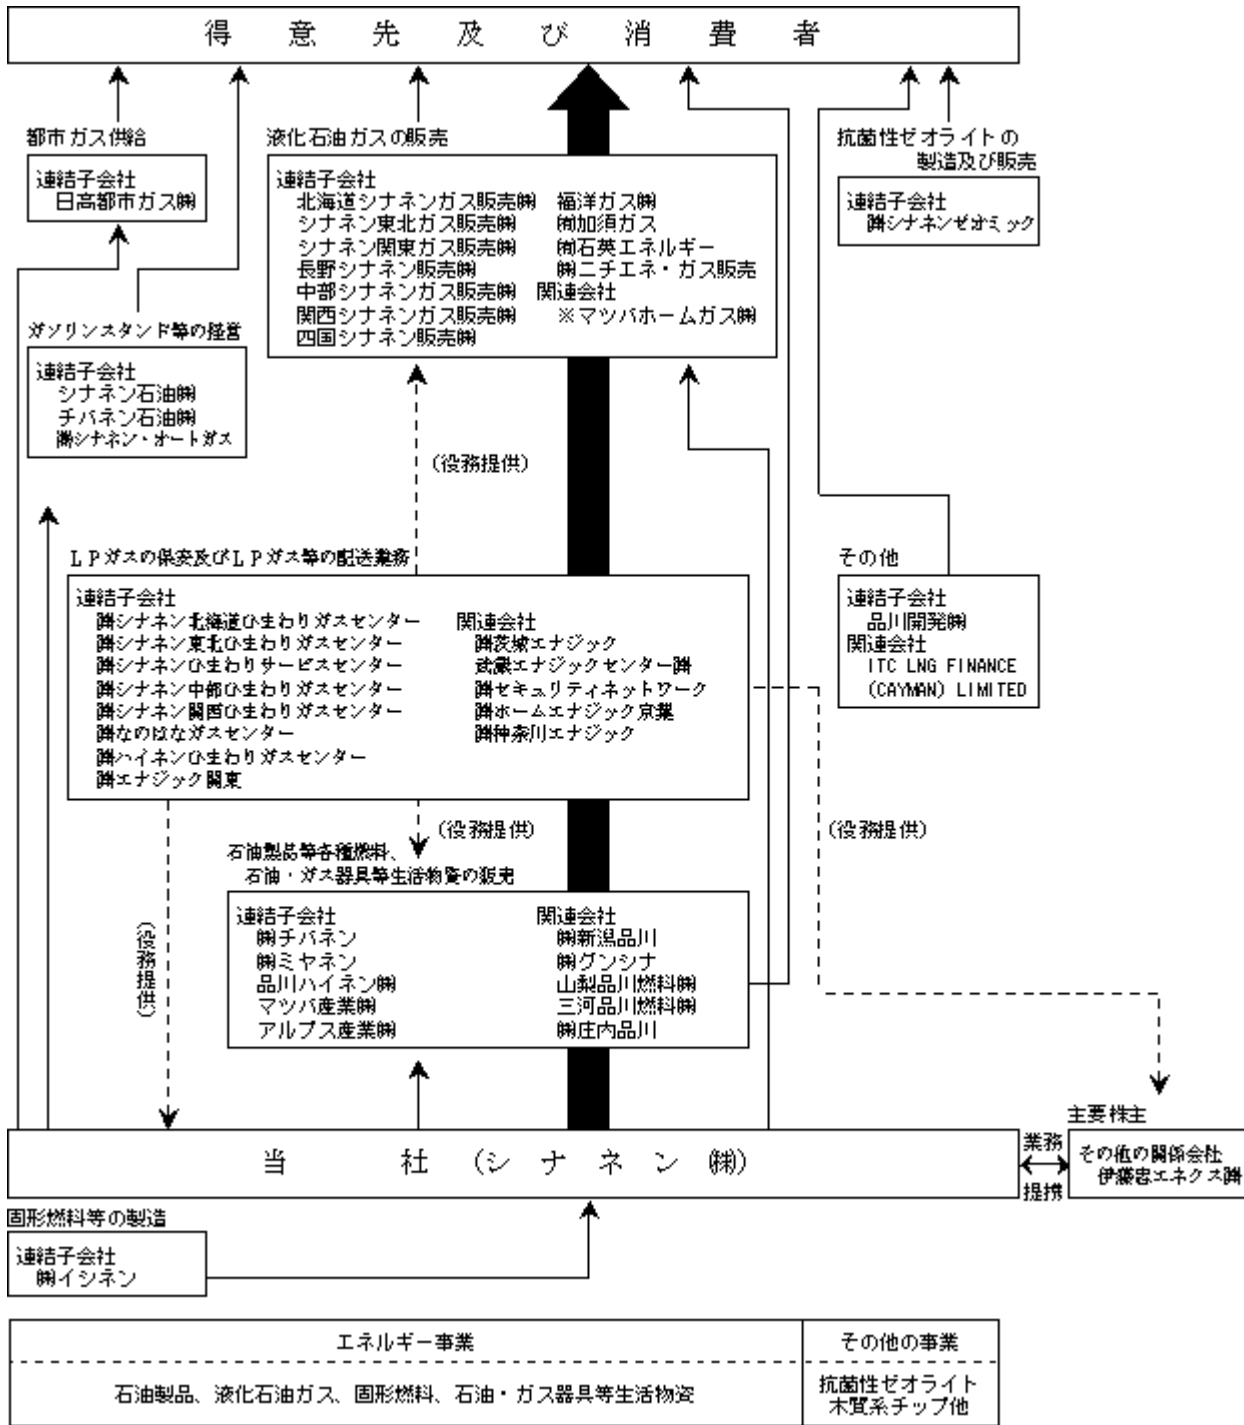 得意先及び消費者
都市ガス供給
連結子会社
日高都市ガス㈱
液化石油ガスの販売
連結子会社
北海道シナネンガス販売㈱
シナネン東北ガス販売㈱
シナネン関東ガス販売㈱
長野シナネン販売㈱
中部シナネンガス販売㈱
関西シナネンガス販売㈱
四国シナネン販売㈱
福洋ガス㈱
㈲加須ガス
㈲石英エネルギー
㈱ニチエネ・ガス販売
関連会社
※マツバホームガス㈱
抗菌性ゼオライトの
製造及び販売
連結子会社
㈱シナネンゼオミック
ガソリンスタンド等の経営
連結子会社
シナネン石油㈱
チバネン石油㈱
㈱シナネン・オートガス
(役務提供)
LPガスの保安及びLPガス等の配送業務
連結子会社
㈱シナネン北海道ひまわりガスセンター
㈱シナネン東北ひまわりガスセンター
㈱シナネンひまわりサービスセンター
㈱シナネン中部ひまわりガスセンター
㈱シナネン関西ひまわりガスセンター
㈱なのはなガスセンター
㈱ハイネンひまわりガスセンター
㈱エナジック関東
関連会社
㈱茨城エナジック
武蔵エナジックセンター㈱
㈱セキュリティネットワーク
㈱ホームエナジック京葉
㈱神奈川エナジック
その他
連結子会社
品川開発㈱
関連会社
ITC LNG FINANCE
(CAYMAN) LIMITED
(役務提供)
(役務提供)
(役務提供)
石油製品等各種燃料、
石油・ガス器具等生活物資の販売
連結子会社
㈱チバネン
㈱ミヤネン
品川ハイネン㈱
マツバ産業㈱
アルプス産業㈱
関連会社
㈱新潟品川
㈱グンシナ
山梨品川燃料㈱
三河品川燃料㈱
㈱庄内品川
当社(シナネン㈱)
業務
提携
主要株主
その他の関係会社
伊藤忠エネクス㈱
固形燃料等の製造
連結子会社
㈱イシネン
エネルギー事業
その他の事業
石油製品、液化石油ガス、固形燃料、石油・ガス器具等生活物資
抗菌性ゼオライト
木質系チップ他